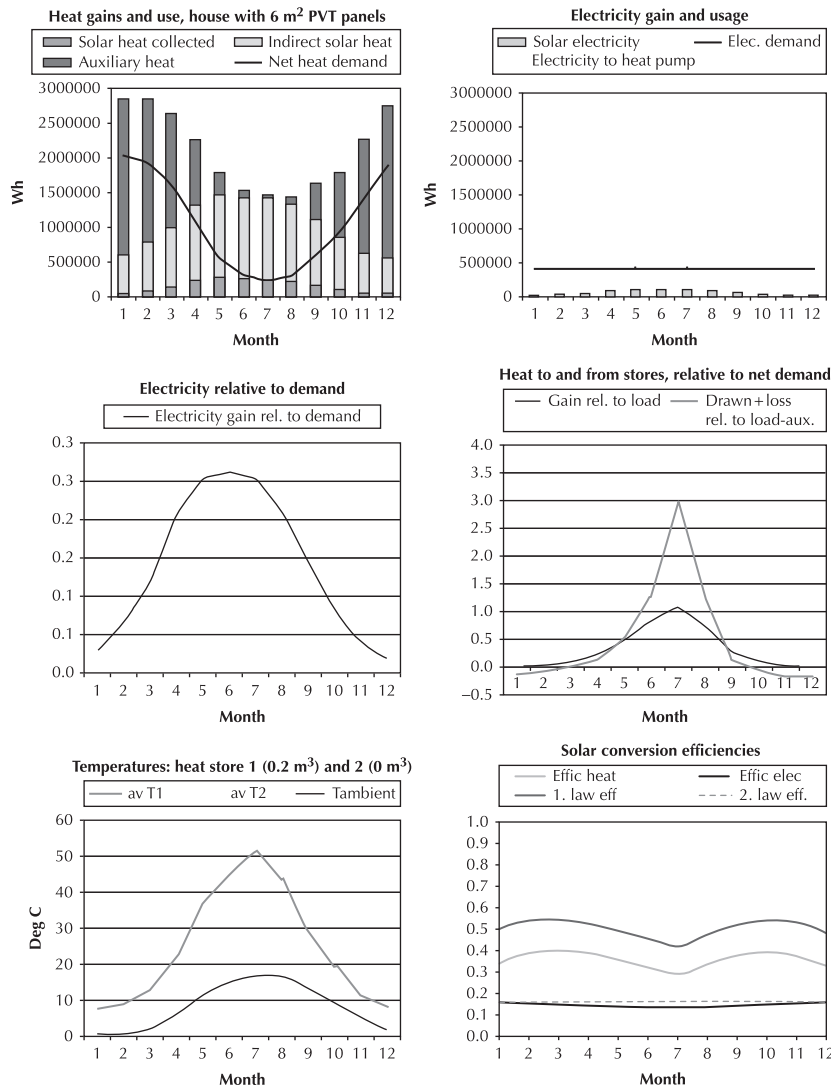 Heat gains and use, house with 6 m² PVT panels
Solar heat collected
Indirect solar heat
Auxiliary heat
Net heat demand
3000000
2500000
2000000
1500000
1000000
500000
0
Wh
1 2 3 4 5 6 7 8 9 10 11 12
Month
Electricity gain and usage
Solar electricity
Elec. demand
Electricity to heat pump
3000000
2500000
2000000
1500000
1000000
500000
0
Wh
1 2 3 4 5 6 7 8 9 10 11 12
Month
Electricity relative to demand
Electricity gain rel. to demand
0.3
0.3
0.2
0.2
0.1
0.1
0.0
1 2 3 4 5 6 7 8 9 10 11 12
Month
Heat to and from stores, relative to net demand
Gain rel. to load
Drawn+loss
rel. to load-aux.
4.0
3.5
3.0
2.5
2.0
1.5
1.0
0.5
0.0
–0.5
1 2 3 4 5 6 7 8 9 10 11 12
Month
Temperatures: heat store 1 (0.2 m³) and 2 (0 m³)
av T1
av T2
Tambient
60
50
40
30
20
10
0
Deg C
1 2 3 4 5 6 7 8 9 10 11 12
Month
Solar conversion efficiencies
Effic heat
Effic elec
1. law eff
2. law eff.
1.0
0.9
0.8
0.7
0.6
0.5
0.4
0.3
0.2
0.1
0.0
1 2 3 4 5 6 7 8 9 10 11 12
Month